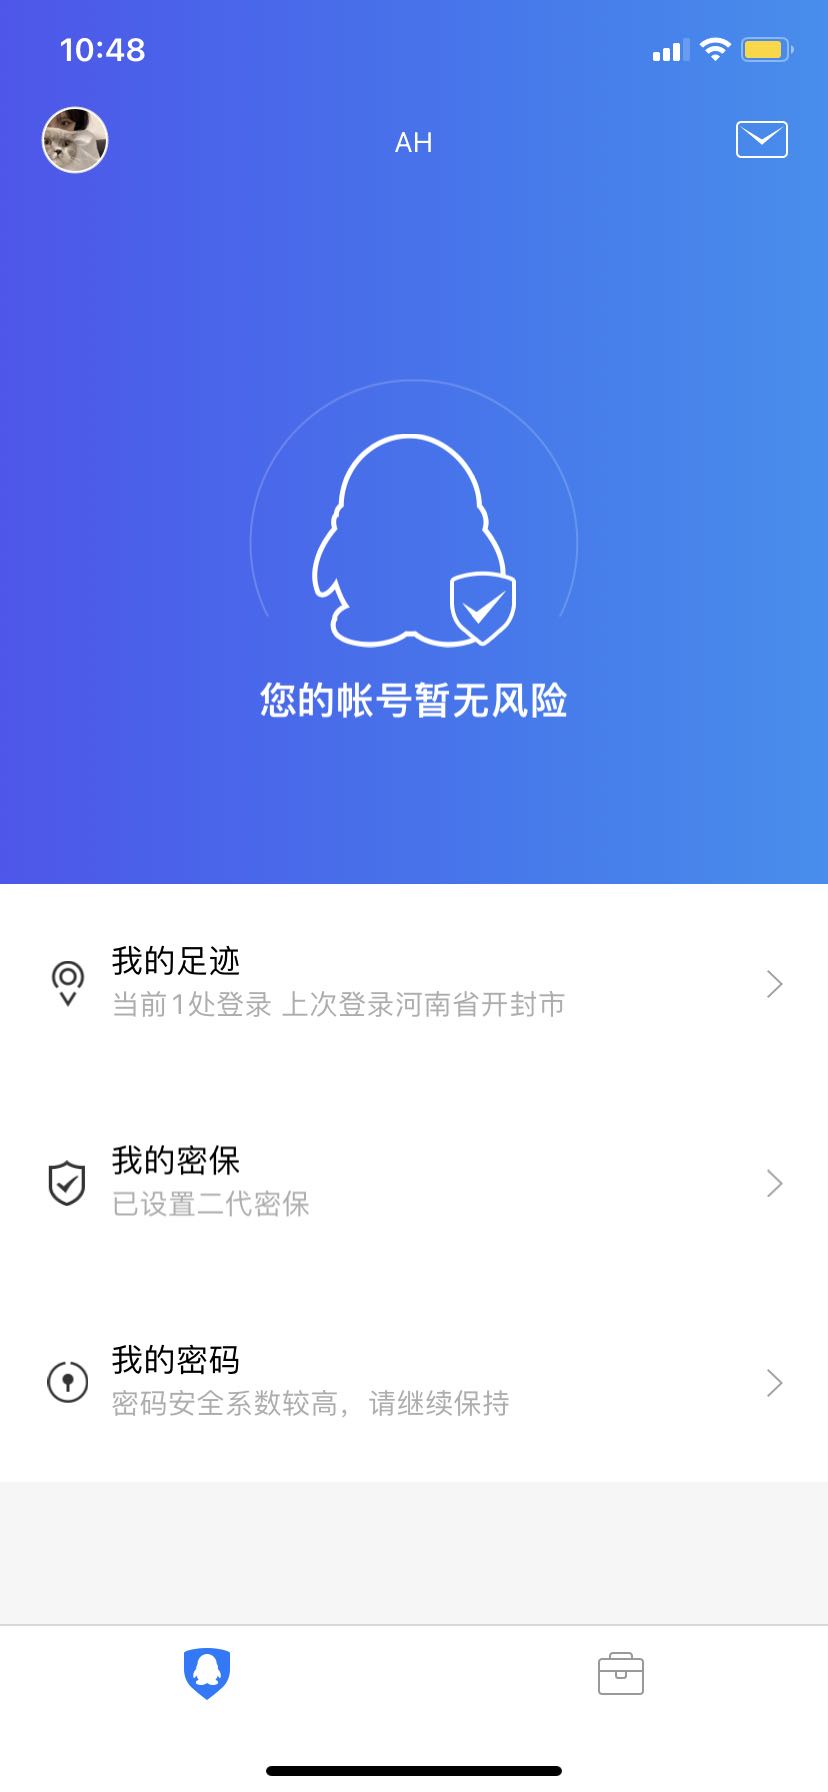 10:48
AH
您的帐号暂无风险
我的足迹
当前1处登录 上次登录河南省开封市
我的密保
已设置二代密保
我的密码
密码安全系数较高，请继续保持